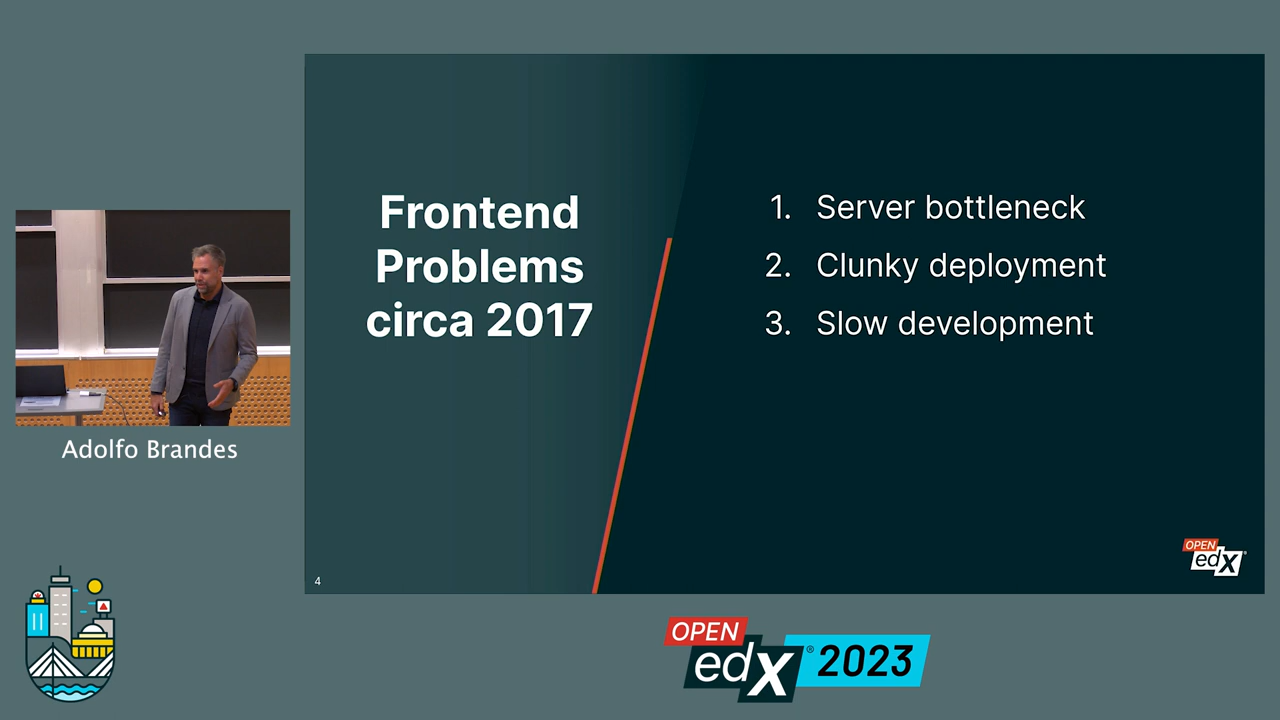 Frontend
Problems
circa 2017
1. Server bottleneck
2. Clunky deployment
3. Slow development
4
OPEN
edX
Adolfo Brandes
OPEN
edX® 2023